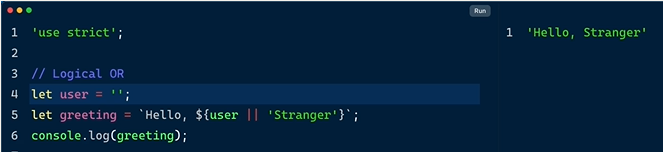 Run
1 'use strict';
2
3 // Logical OR
4 let user = '';
5 let greeting = `Hello, ${user || 'Stranger'}`;
6 console.log(greeting);
1 'Hello, Stranger'